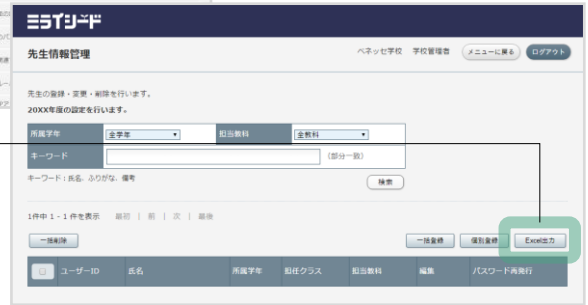 ミライシード
先生情報管理 ベネッセ学校 学校管理者 メニューに戻る ログアウト
先生の登録・変更・削除を行います。
20XX年度の設定を行います。
所属学年 全学年 担当教科 全教科
キーワード (部分一致)
キーワード：氏名、ふりがな、備考 検索
1件中 1 - 1 件を表示 最初 | 前 | 次 | 最後
一括削除 一括登録 個別登録 Excel出力
ユーザーID 氏名 所属学年 担任クラス 担当教科 編集 パスワード再発行